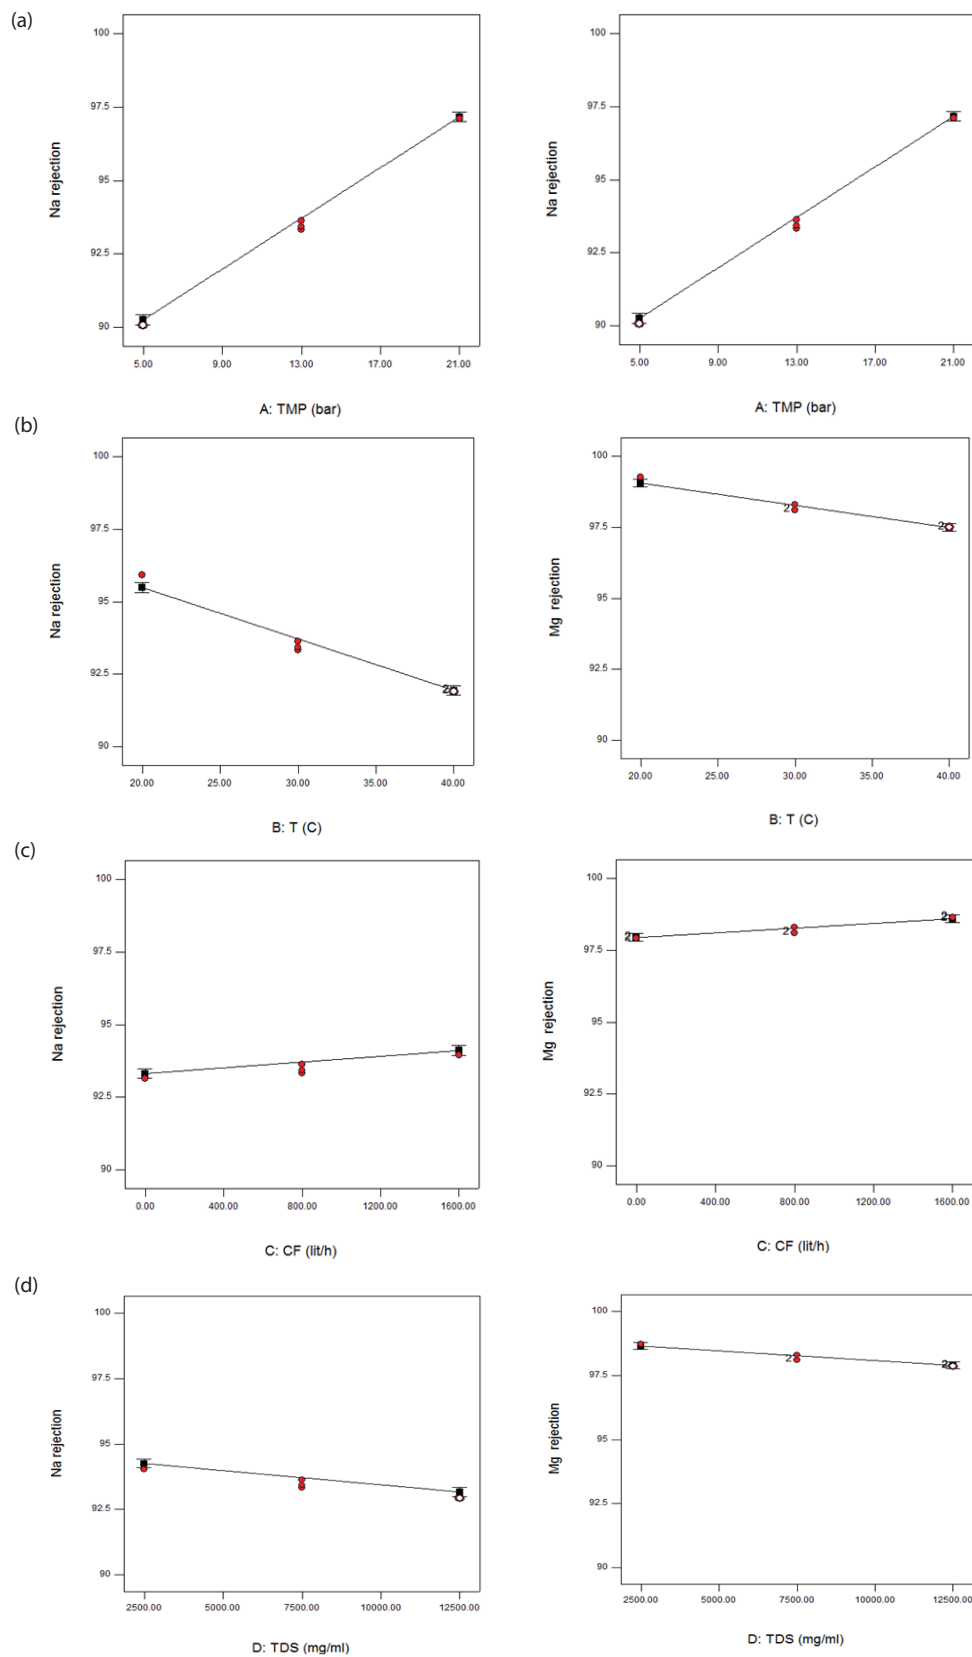 (a)
100
97.5
95
92.5
90
Na rejection
5.00 9.00 13.00 17.00 21.00
A: TMP (bar)
100
97.5
95
92.5
90
Na rejection
5.00 9.00 13.00 17.00 21.00
A: TMP (bar)
(b)
100
97.5
95
92.5
90
Na rejection
2
20.00 25.00 30.00 35.00 40.00
B: T (C)
100
97.5
95
92.5
90
Mg rejection
2
2
20.00 25.00 30.00 35.00 40.00
B: T (C)
(c)
100
97.5
95
92.5
90
Na rejection
0.00 400.00 800.00 1200.00 1600.00
C: CF (lit/h)
100
97.5
95
92.5
90
Mg rejection
2
2
2
0.00 400.00 800.00 1200.00 1600.00
C: CF (lit/h)
(d)
100
97.5
95
92.5
90
Na rejection
2500.00 5000.00 7500.00 10000.00 12500.00
D: TDS (mg/ml)
100
97.5
95
92.5
90
Mg rejection
2
2
2500.00 5000.00 7500.00 10000.00 12500.00
D: TDS (mg/ml)